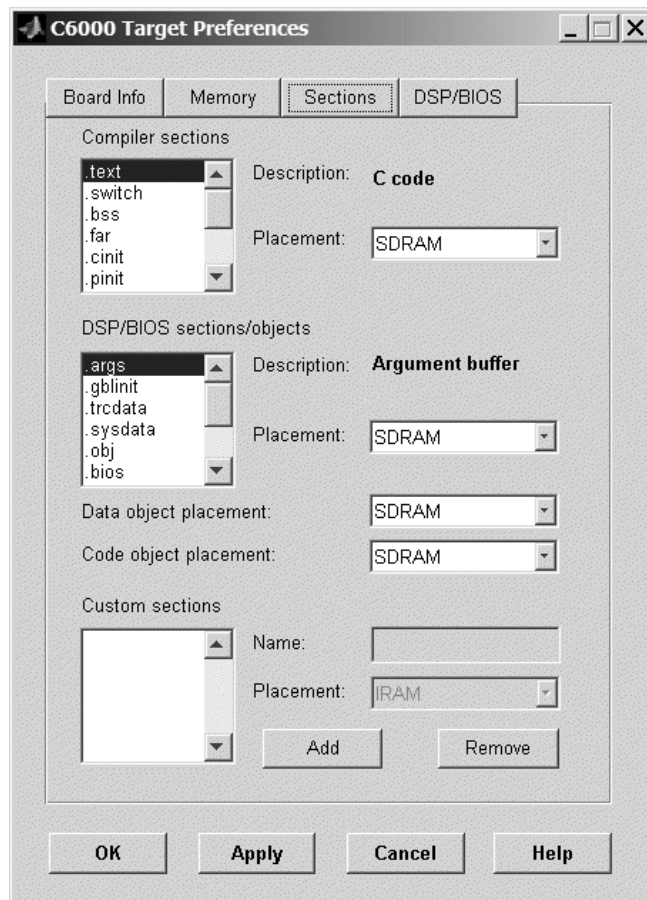 C6000 Target Preferences
Board Info Memory Sections DSP/BIOS
Compiler sections
.text
.switch
.bss
.far
.cinit
.pinit
Description: C code
Placement: SDRAM
DSP/BIOS sections/objects
.args
.gblinit
.trcdata
.sysdata
.obj
.bios
Description: Argument buffer
Placement: SDRAM
Data object placement: SDRAM
Code object placement: SDRAM
Custom sections
Name:
Placement: IRAM
Add Remove
OK Apply Cancel Help